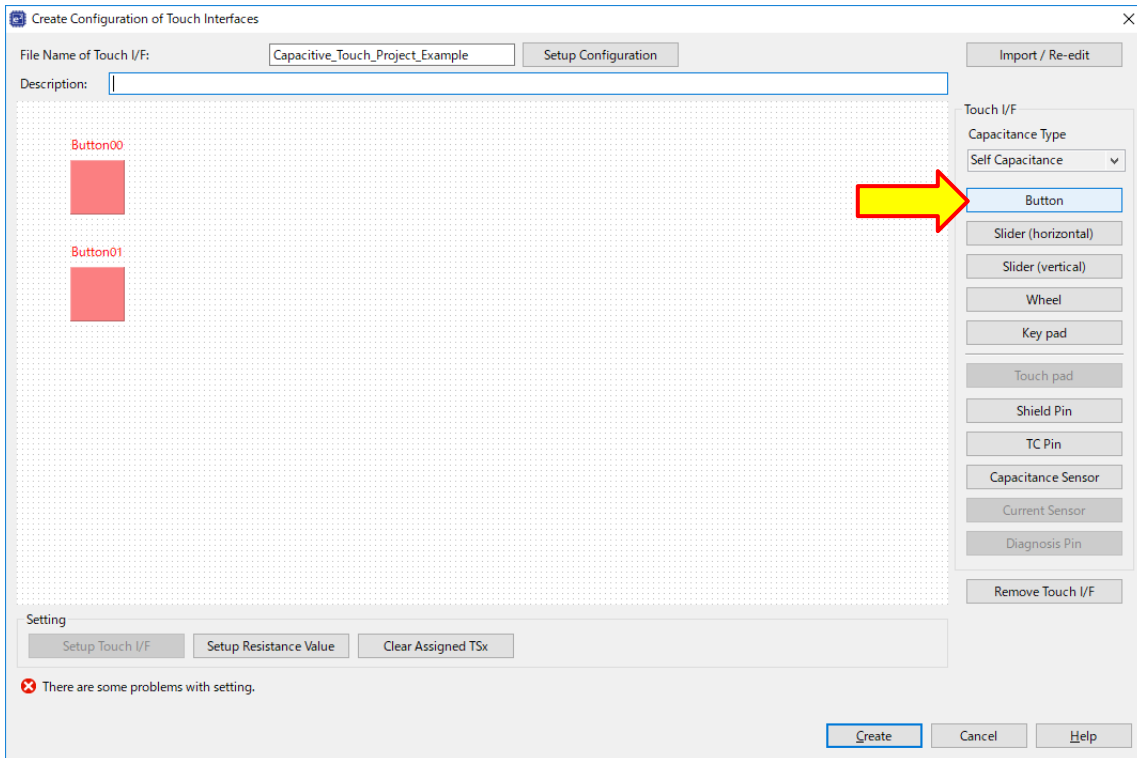 Create Configuration of Touch Interfaces
File Name of Touch I/F:
Capacitive_Touch_Project_Example
Setup Configuration
Import / Re-edit
Description:
Touch I/F
Capacitance Type
Self Capacitance
Button00
Button01
Button
Slider (horizontal)
Slider (vertical)
Wheel
Key pad
Touch pad
Shield Pin
TC Pin
Capacitance Sensor
Current Sensor
Diagnosis Pin
Remove Touch I/F
Setting
Setup Touch I/F
Setup Resistance Value
Clear Assigned TSx
There are some problems with setting.
Create
Cancel
Help